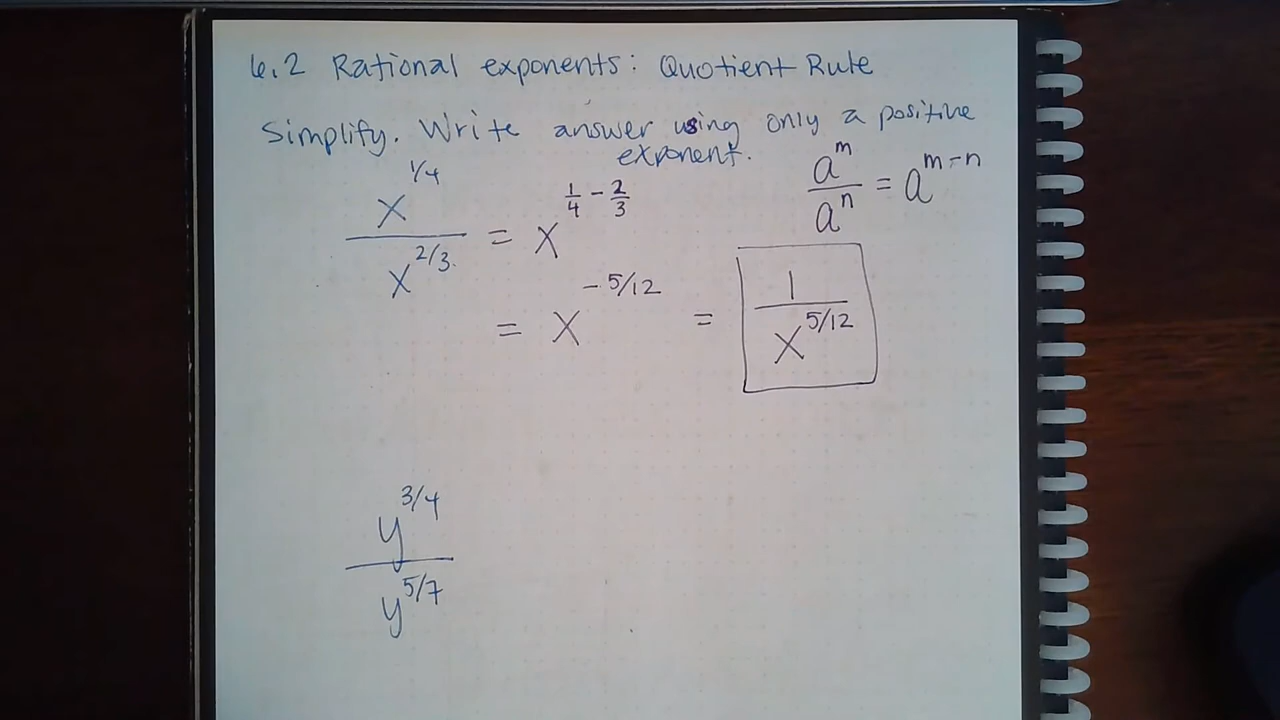 6.2 Rational exponents: Quotient Rule
Simplify. Write answer using only a positive
exponent.
a^m / a^n = a^(m-n)
x^(1/4) / x^(2/3) = x^(1/4 - 2/3)
= x^(-5/12) = 1 / x^(5/12)
y^(3/4) / y^(5/7)